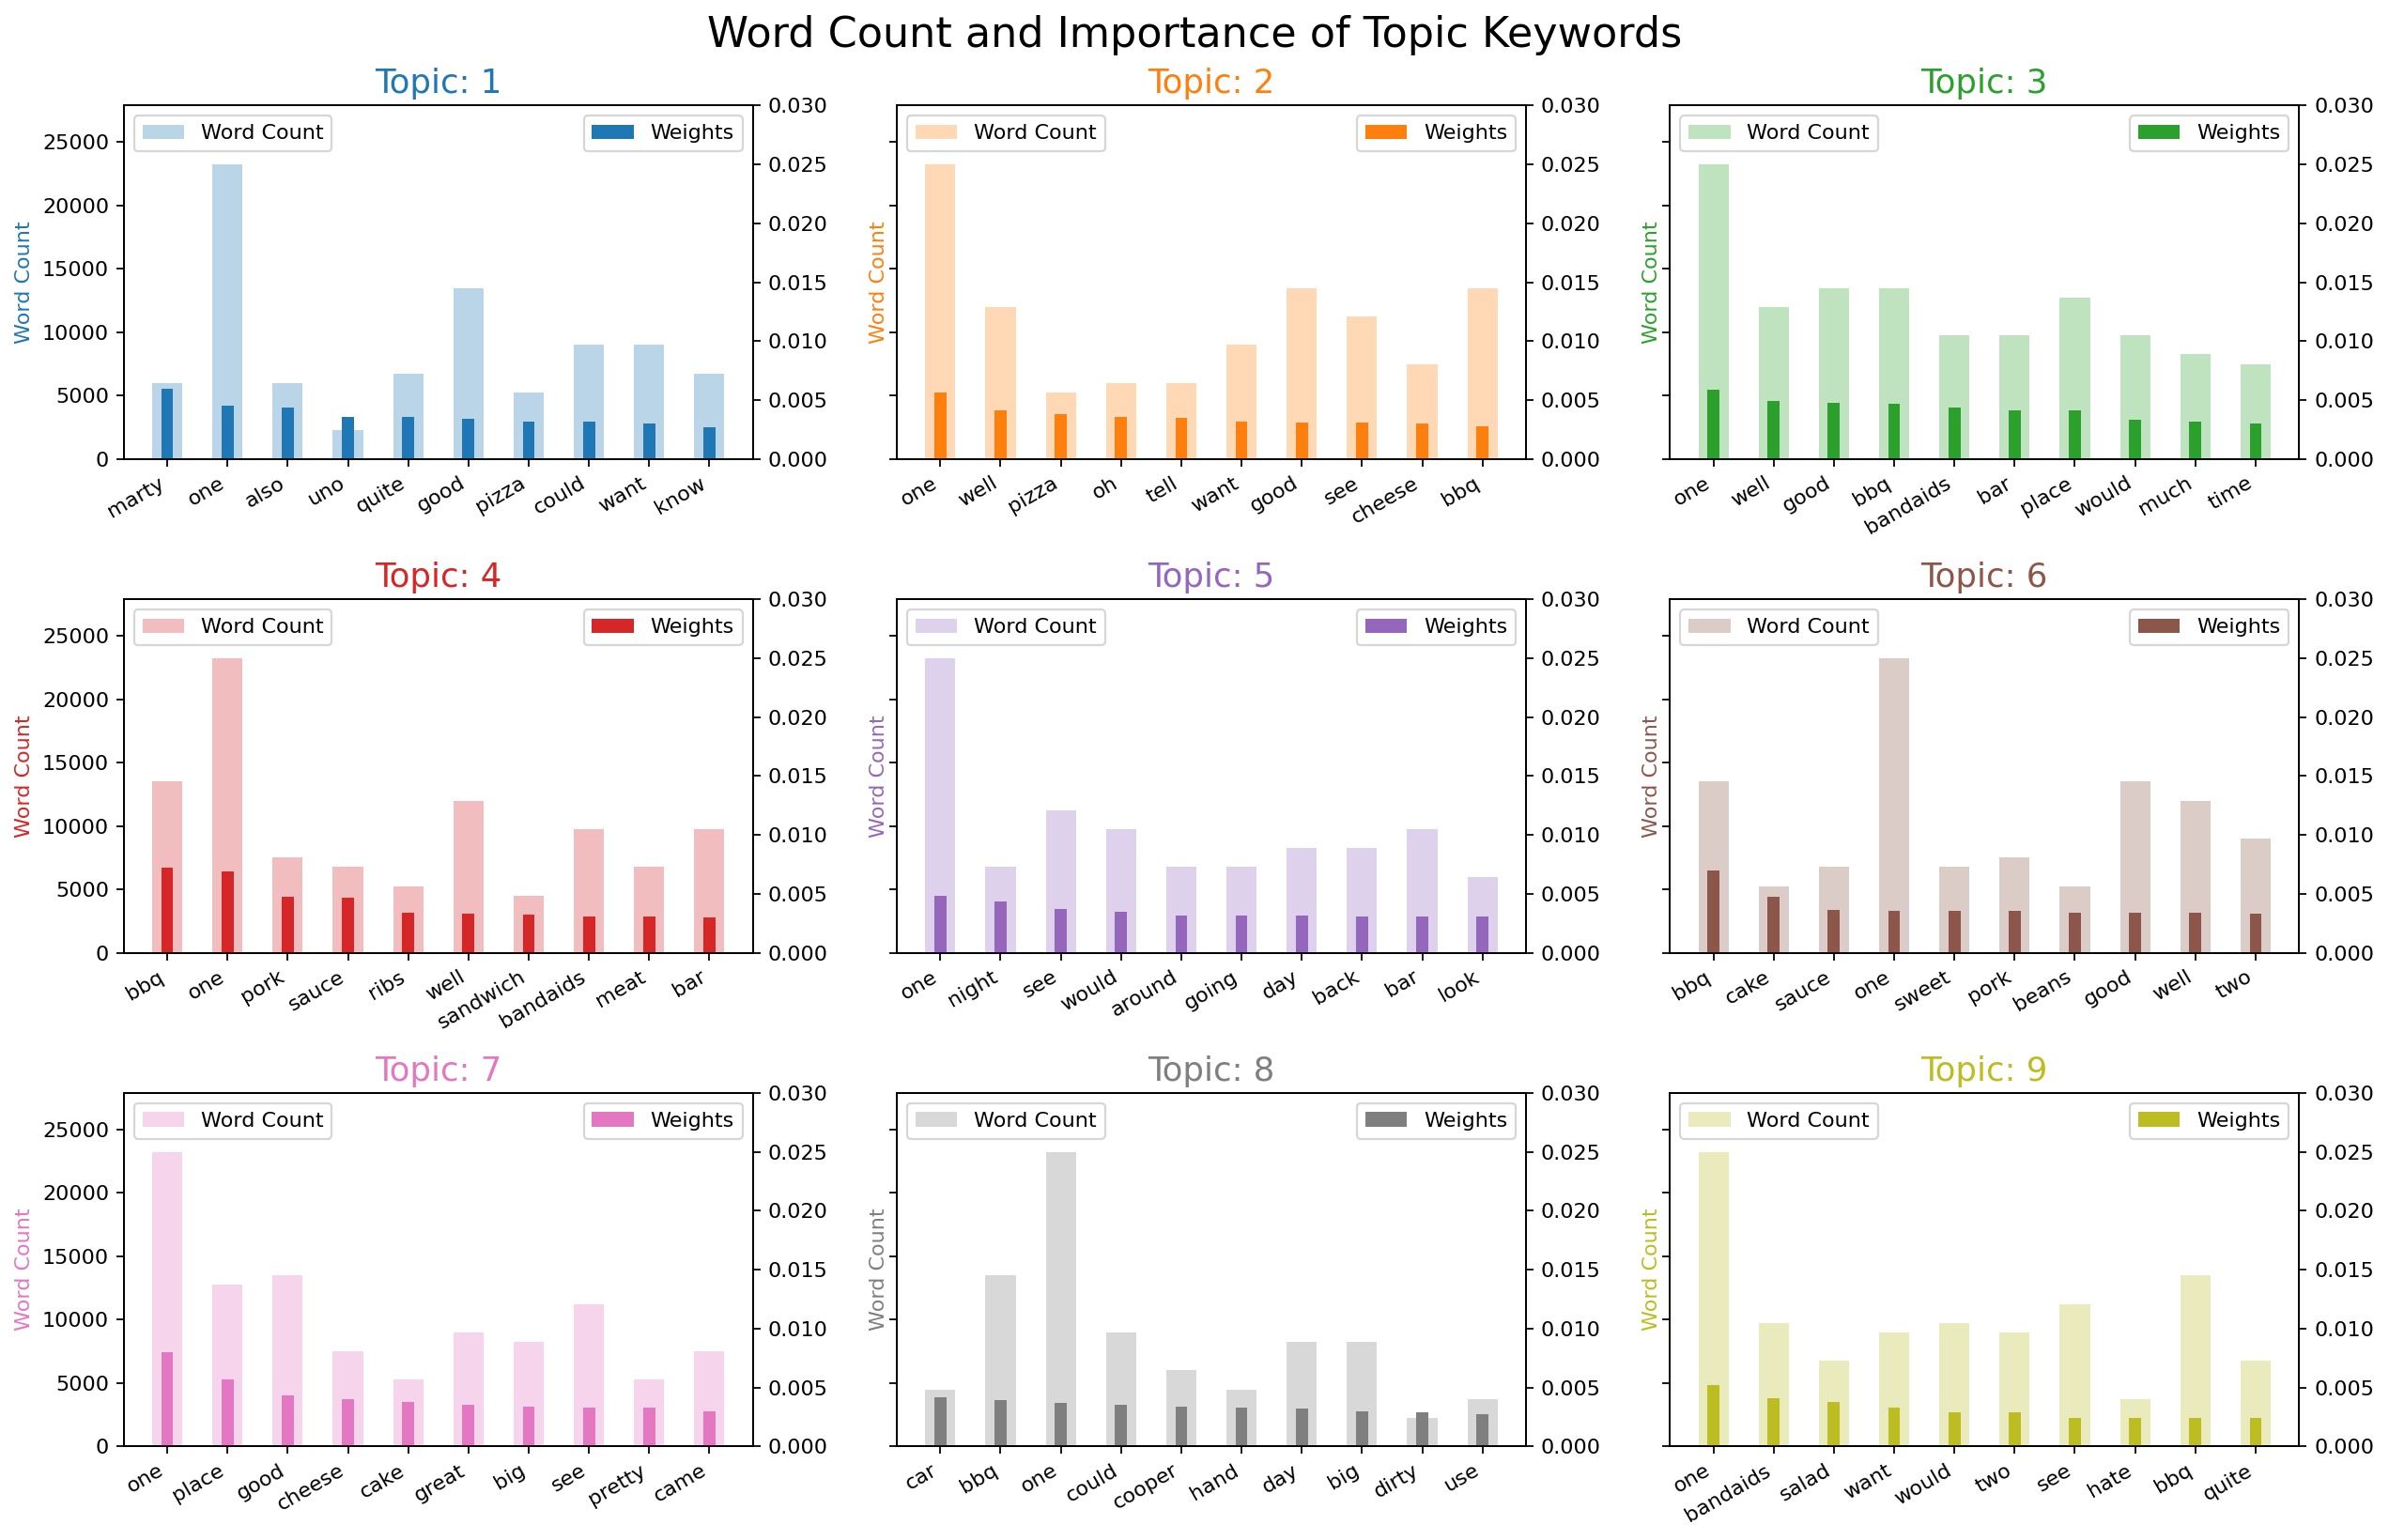 Word Count and Importance of Topic Keywords
Topic: 1
Word Count
Weights
Word Count
25000
20000
15000
10000
5000
0
0.030
0.025
0.020
0.015
0.010
0.005
0.000
marty one also uno quite good pizza could want know
Topic: 2
Word Count
Weights
Word Count
0.030
0.025
0.020
0.015
0.010
0.005
0.000
one well pizza oh tell want good see cheese bbq
Topic: 3
Word Count
Weights
Word Count
0.030
0.025
0.020
0.015
0.010
0.005
0.000
one well good bbq bandaids bar place would much time
Topic: 4
Word Count
Weights
Word Count
25000
20000
15000
10000
5000
0
0.030
0.025
0.020
0.015
0.010
0.005
0.000
bbq one pork sauce ribs well sandwich bandaids meat bar
Topic: 5
Word Count
Weights
Word Count
0.030
0.025
0.020
0.015
0.010
0.005
0.000
one night see would around going day back bar look
Topic: 6
Word Count
Weights
Word Count
0.030
0.025
0.020
0.015
0.010
0.005
0.000
bbq cake sauce one sweet pork beans good well two
Topic: 7
Word Count
Weights
Word Count
25000
20000
15000
10000
5000
0
0.030
0.025
0.020
0.015
0.010
0.005
0.000
one place good cheese cake great big see pretty came
Topic: 8
Word Count
Weights
Word Count
0.030
0.025
0.020
0.015
0.010
0.005
0.000
car bbq one could cooper hand day big dirty use
Topic: 9
Word Count
Weights
Word Count
0.030
0.025
0.020
0.015
0.010
0.005
0.000
one bandaids salad want would two see hate bbq quite